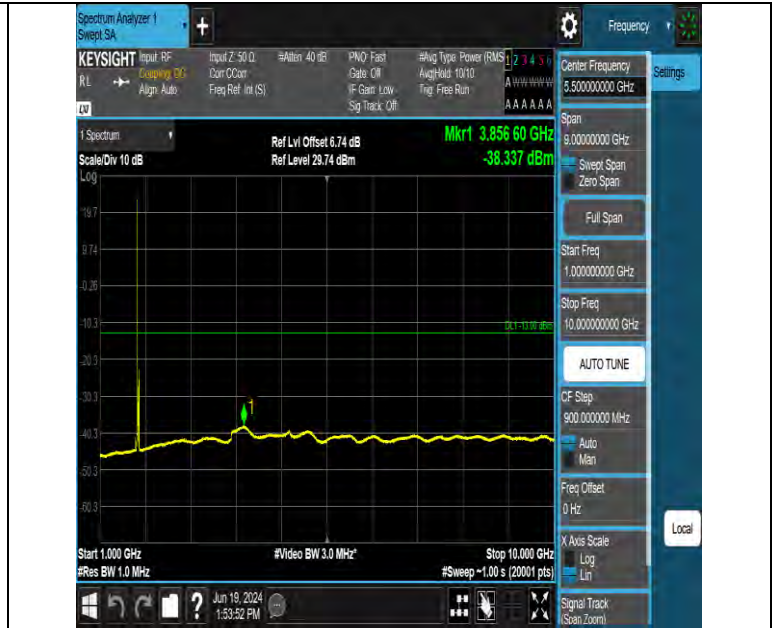 Spectrum Analyzer 1
Swept SA
+
Frequency
KEYSIGHT
RL
LV
Input: RF
Coupling: DC
Align: Auto
Input Z: 50 Ω
Corr CCorr
Freq Ref: Int (S)
#Atten: 40 dB
PNO: Fast
Gate: Off
IF Gain: Low
Sig Track: Off
#Avg Type: Power (RMS
Avg|Hold: 10/10
Trig: Free Run
1 2 3 4 5 6
A W W W W W
A A A A A A
1 Spectrum
Scale/Div 10 dB
Log
Ref Lvl Offset 6.74 dB
Ref Level 29.74 dBm
Mkr1 3.856 60 GHz
-38.337 dBm
19.7
9.74
-0.26
-10.3
-20.3
-30.3
-40.3
-50.3
-60.3
DL1 -13.00 dBm
1
Start 1.000 GHz
#Res BW 1.0 MHz
#Video BW 3.0 MHz*
Stop 10.000 GHz
#Sweep ~1.00 s (20001 pts)
?
Jun 19, 2024
1:53:52 PM
Center Frequency
5.500000000 GHz
Span
9.00000000 GHz
Swept Span
Zero Span
Full Span
Start Freq
1.000000000 GHz
Stop Freq
10.000000000 GHz
AUTO TUNE
CF Step
900.000000 MHz
Auto
Man
Freq Offset
0 Hz
X Axis Scale
Log
Lin
Signal Track
(Span Zoom)
Settings
Local